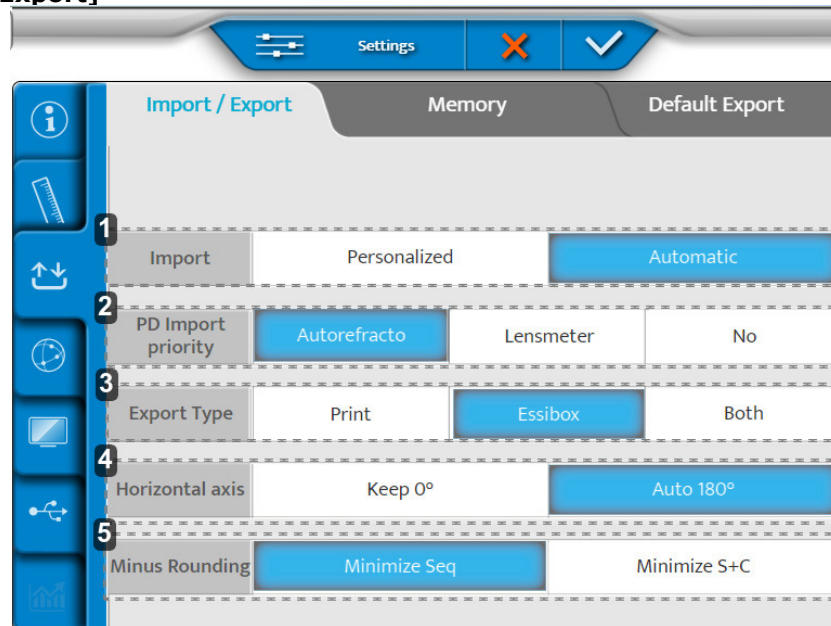 Export]
Settings
Import / Export Memory Default Export
1
Import Personalized Automatic
2
PD Import
priority
Autorefracto Lensmeter No
3
Export Type Print Essibox Both
4
Horizontal axis Keep 0° Auto 180°
5
Minus Rounding Minimize Seq Minimize S+C